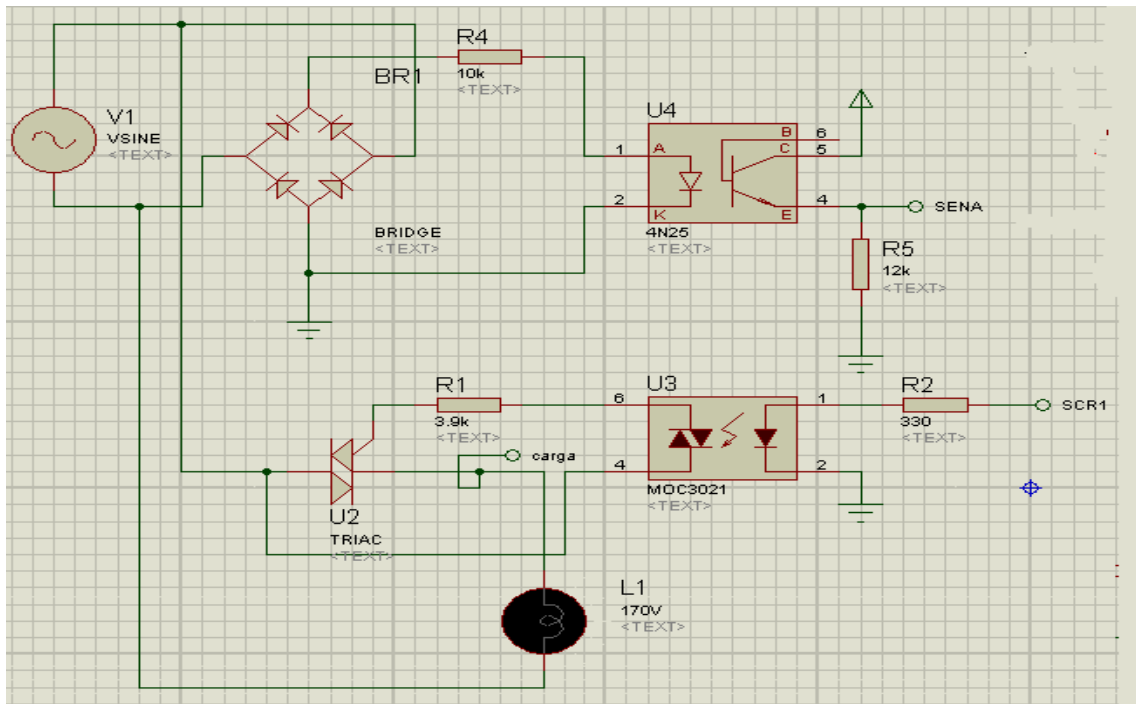 R4
10k
<TEXT>
BR1
V1
VSINE
<TEXT>
U4
B 6
1 A C 5
2 K E 4
SENA
4N25
<TEXT>
BRIDGE
<TEXT>
R5
12k
<TEXT>
R1
3.9k
<TEXT>
U3
6 1
4 2
MOC3021
<TEXT>
R2
330
<TEXT>
SCR1
carga
U2
TRIAC
<TEXT>
L1
170V
<TEXT>